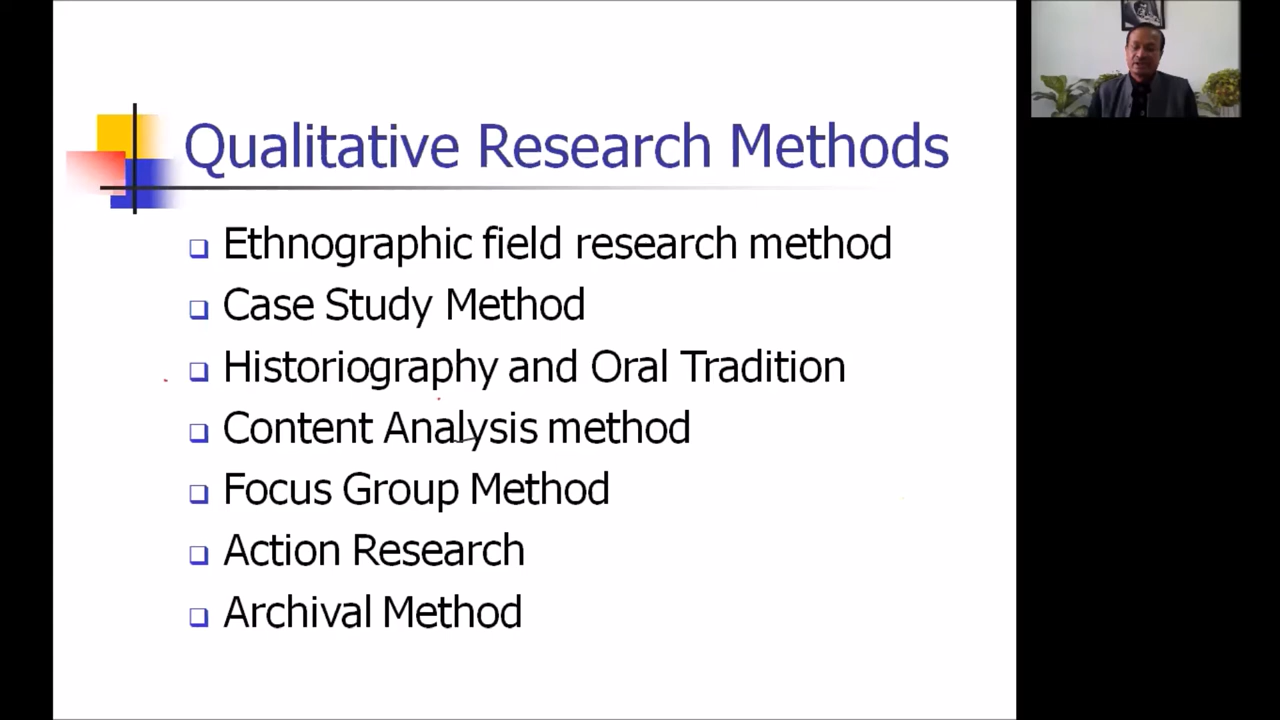 Qualitative Research Methods
Ethnographic field research method
Case Study Method
Historiography and Oral Tradition
Content Analysis method
Focus Group Method
Action Research
Archival Method